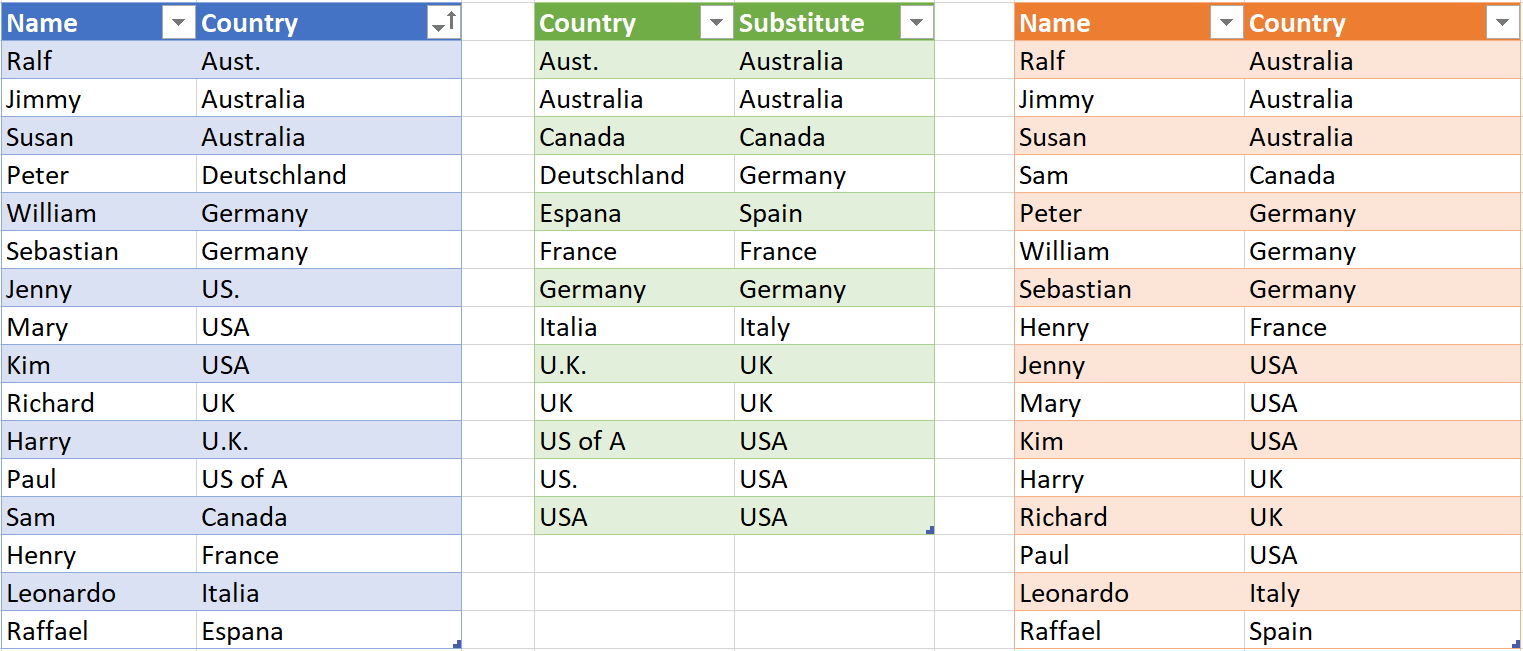 Name Country Country Substitute Name Country
Ralf Aust. Aust. Australia Ralf Australia
Jimmy Australia Australia Australia Jimmy Australia
Susan Australia Canada Canada Susan Australia
Peter Deutschland Deutschland Germany Sam Canada
William Germany Espana Spain Peter Germany
Sebastian Germany France France William Germany
Jenny US. Germany Germany Sebastian Germany
Mary USA Italia Italy Henry France
Kim USA U.K. UK Jenny USA
Richard UK UK UK Mary USA
Harry U.K. US of A USA Kim USA
Paul US of A US. USA Harry UK
Sam Canada USA USA Richard UK
Henry France Paul USA
Leonardo Italia Leonardo Italy
Raffael Espana Raffael Spain